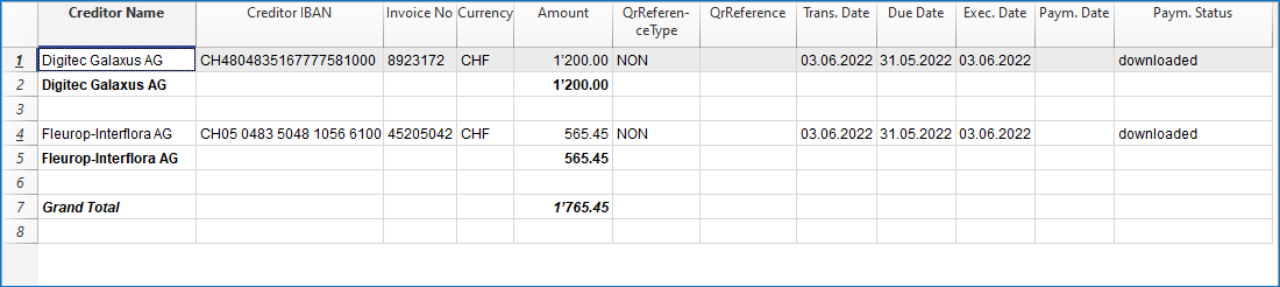 Creditor Name Creditor IBAN Invoice No Currency Amount QrReferen-ceType QrReference Trans. Date Due Date Exec. Date Paym. Date Paym. Status
1 Digitec Galaxus AG CH4804835167777581000 8923172 CHF 1'200.00 NON 03.06.2022 31.05.2022 03.06.2022 downloaded
2 Digitec Galaxus AG 1'200.00
3
4 Fleurop-Interflora AG CH05 0483 5048 1056 6100 45205042 CHF 565.45 NON 03.06.2022 31.05.2022 03.06.2022 downloaded
5 Fleurop-Interflora AG 565.45
6
7 Grand Total 1'765.45
8